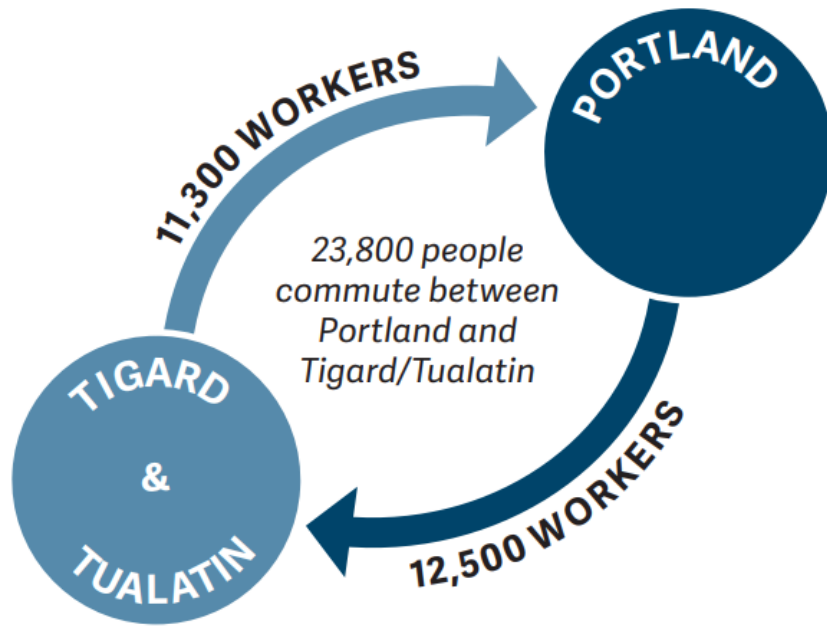 PORTLAND
11,300 WORKERS
23,800 people
commute between
Portland and
Tigard/Tualatin
TIGARD
&
TUALATIN
12,500 WORKERS